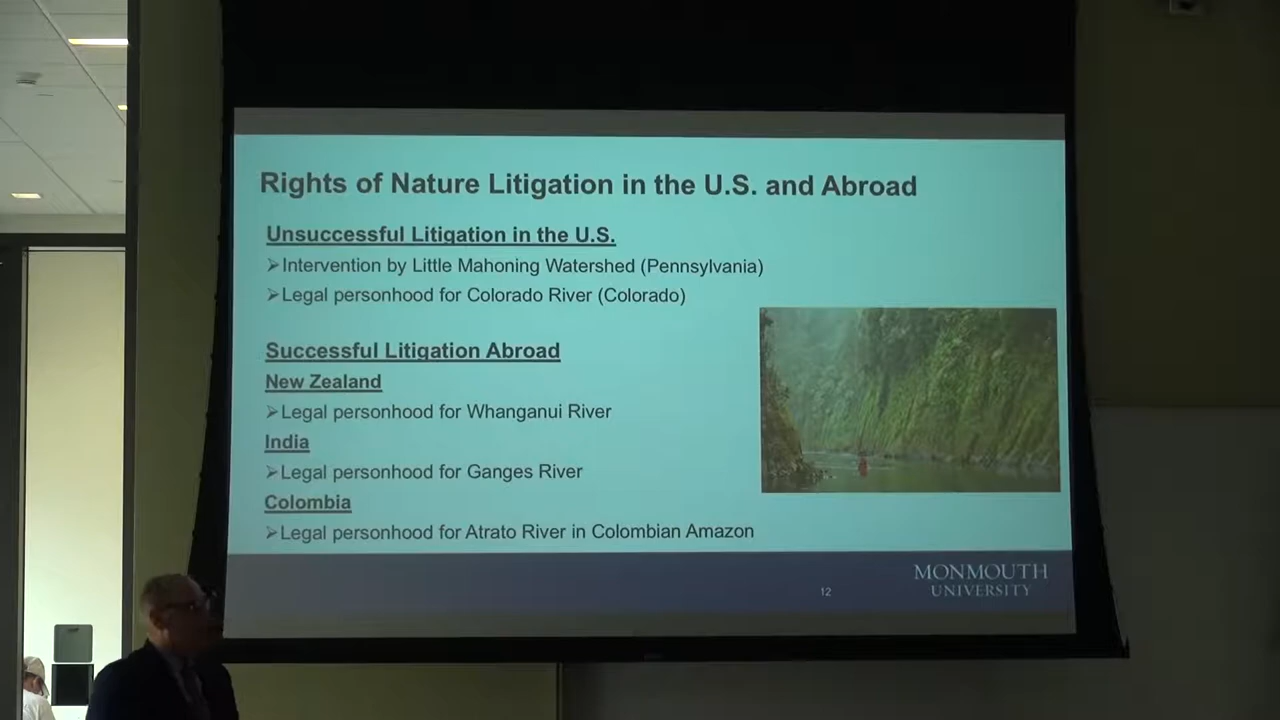 Rights of Nature Litigation in the U.S. and Abroad
Unsuccessful Litigation in the U.S.
➢Intervention by Little Mahoning Watershed (Pennsylvania)
➢Legal personhood for Colorado River (Colorado)
Successful Litigation Abroad
New Zealand
➢Legal personhood for Whanganui River
India
➢Legal personhood for Ganges River
Colombia
➢Legal personhood for Atrato River in Colombian Amazon
12
MONMOUTH
UNIVERSITY